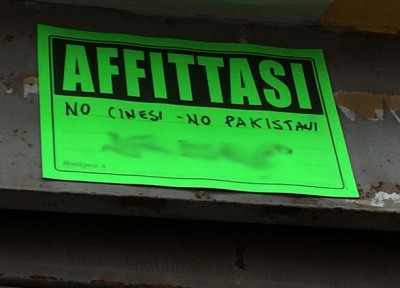 AFFITTASI
NO CINESI - NO PAKISTANI